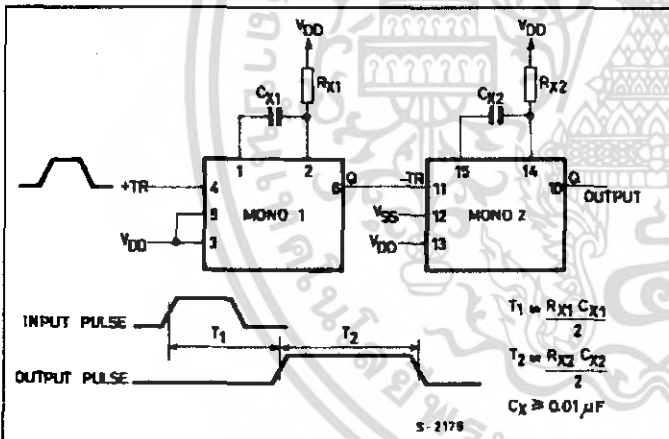 VDD
VDD
CX1
RX1
CX2
RX2
1
2
15
14
+TR
4
5
3
VDD
MONO 1
6
Q
-TR
11
VSS
12
VDD
13
MONO 2
10
Q
OUTPUT
INPUT PULSE
T1
T2
OUTPUT PULSE
T1 = RX1 CX1
2
T2 = RX2 CX2
2
CX ≥ 0.01 μF
S-2176